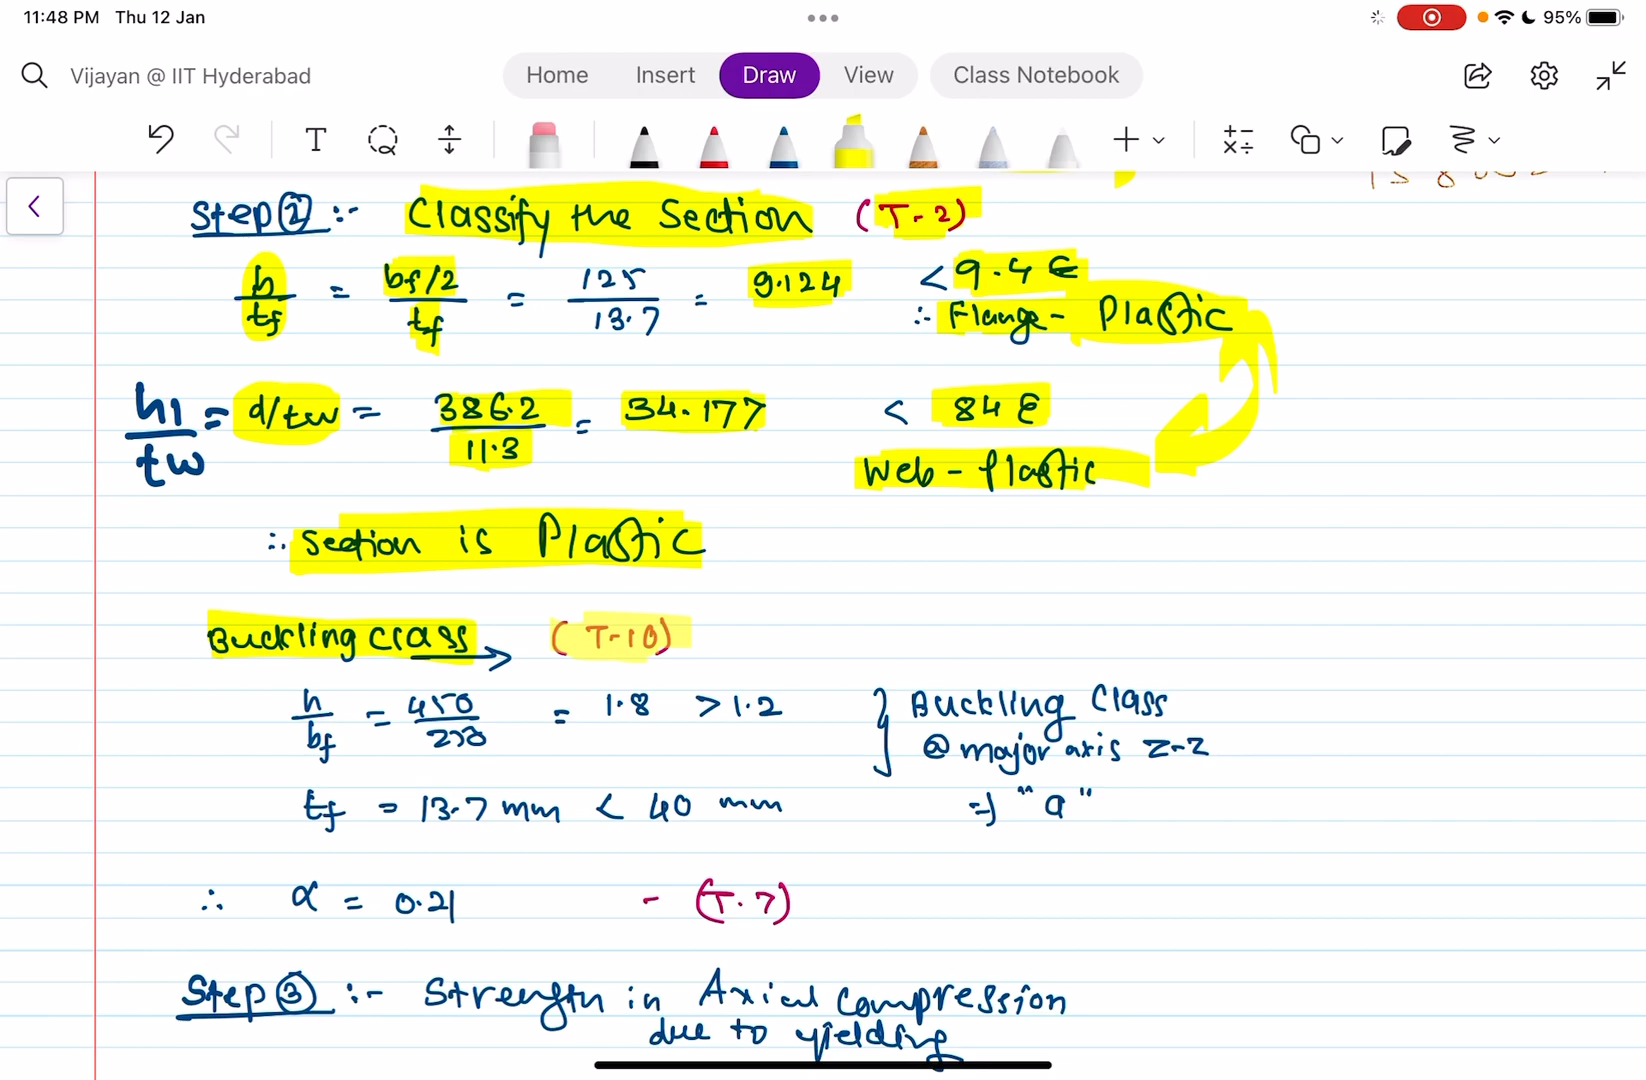 11:48 PM Thu 12 Jan
95%
Vijayan @ IIT Hyderabad
Home Insert Draw View Class Notebook
Step ② :- Classify the Section (T-2)
b/tf = (bf/2)/tf = 125/13.7 = 9.124 < 9.4 ε
∴ Flange - Plastic
h1/tw = d/tw = 386.2/11.3 = 34.177 < 84 ε
Web - Plastic
∴ Section is Plastic
Buckling class → (T-10)
h/bf = 450/250 = 1.8 > 1.2 } Buckling Class
@ major axis z-z
tf = 13.7 mm < 40 mm => "a"
∴ α = 0.21 - (T.7)
Step ③ :- Strength in Axial compression
due to yielding